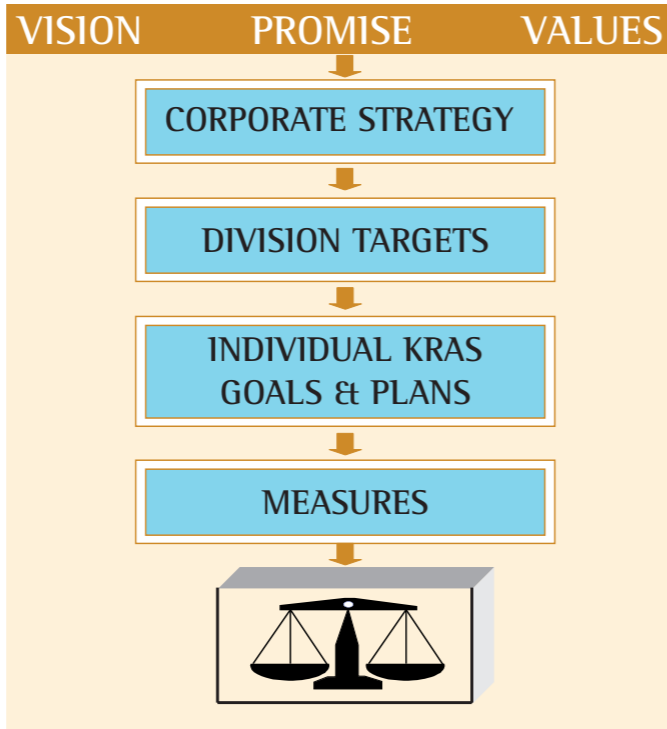 VISION PROMISE VALUES
CORPORATE STRATEGY
DIVISION TARGETS
INDIVIDUAL KRAS
GOALS & PLANS
MEASURES